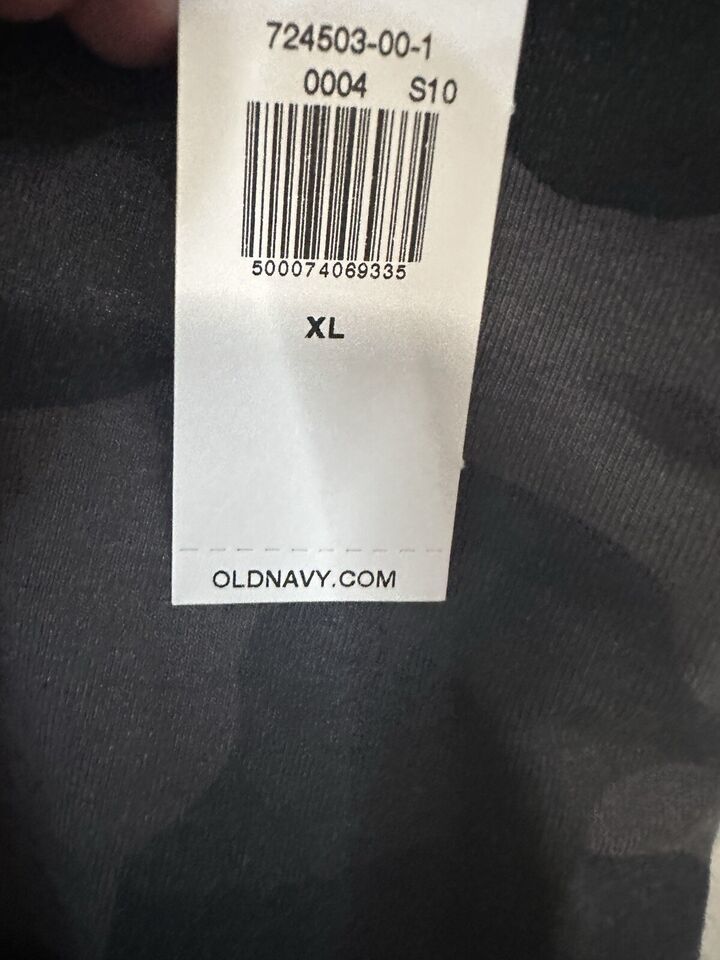 724503-00-1
0004 S10
500074069335
XL
OLDNAVY.COM